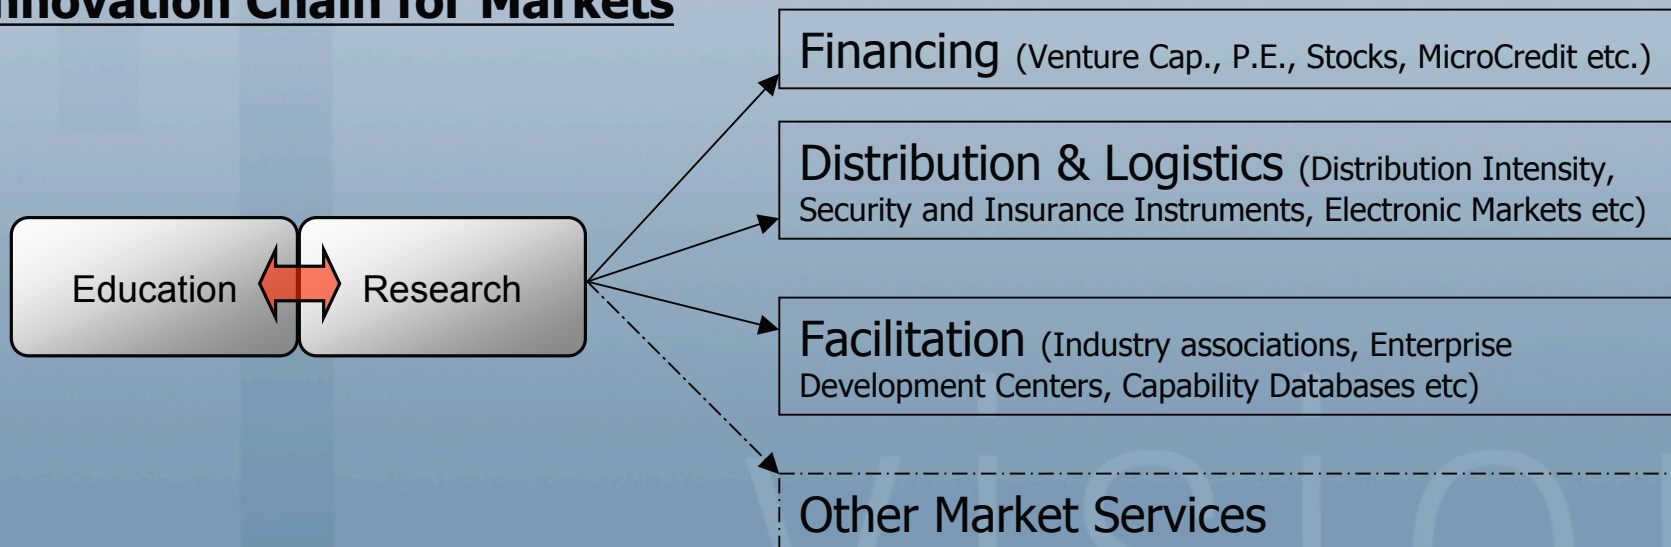 nnovation Chain for Markets
Financing (Venture Cap., P.E., Stocks, MicroCredit etc.)
Distribution & Logistics (Distribution Intensity,
Security and Insurance Instruments, Electronic Markets etc)
Education
Research
Facilitation (Industry associations, Enterprise
Development Centers, Capability Databases etc)
Other Market Services